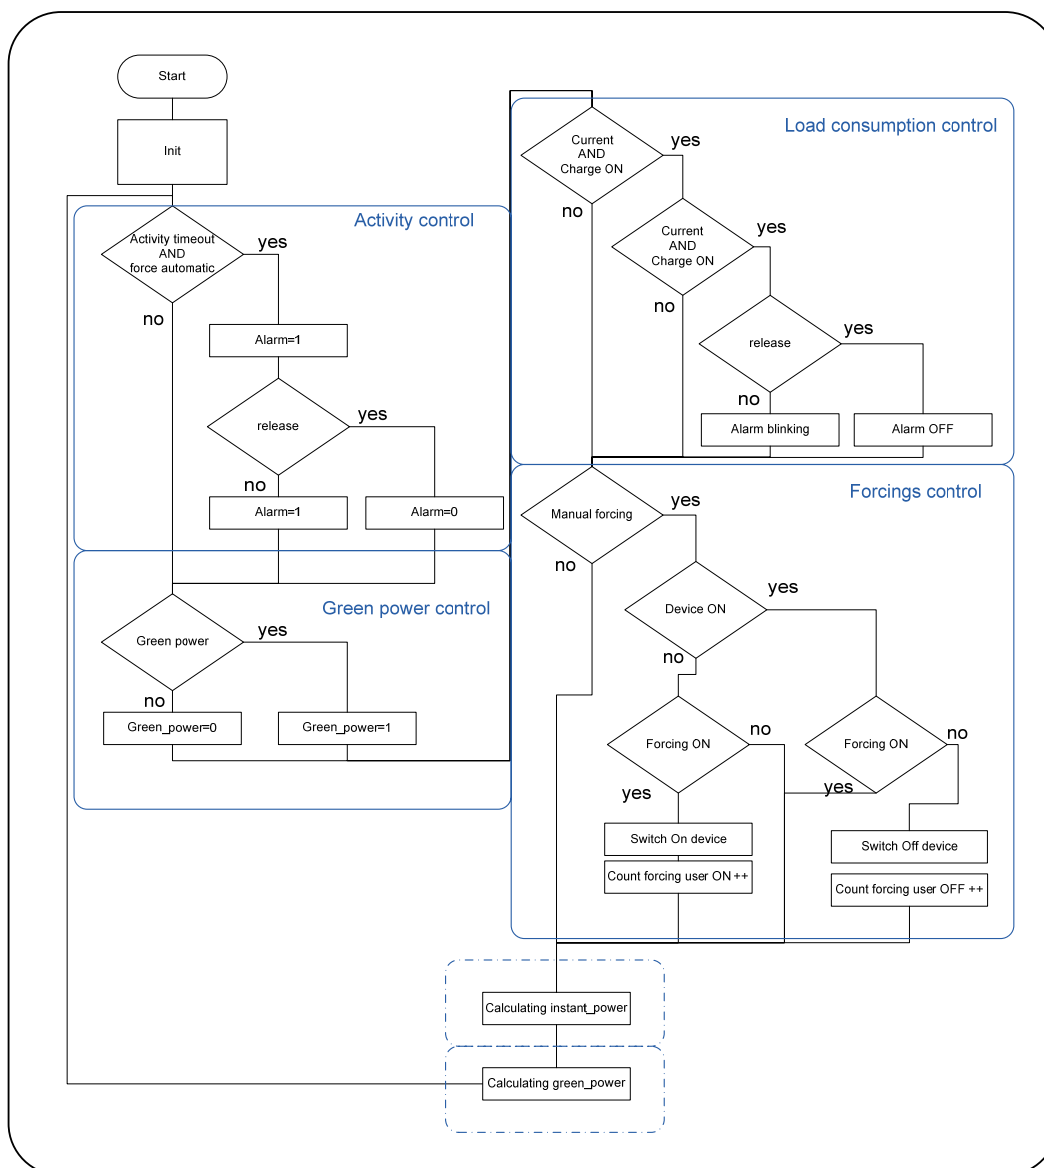 Start
Init
Activity control
Activity timeout
AND
force automatic
yes
no
Alarm=1
release
yes
no
Alarm=1
Alarm=0
Green power control
Green power
yes
no
Green_power=0
Green_power=1
Load consumption control
Current
AND
Charge ON
yes
no
Current
AND
Charge ON
yes
no
release
yes
no
Alarm blinking
Alarm OFF
Forcings control
Manual forcing
yes
no
Device ON
yes
no
Forcing ON
no
yes
Forcing ON
no
yes
Switch On device
Count forcing user ON ++
Switch Off device
Count forcing user OFF ++
Calculating instant_power
Calculating green_power